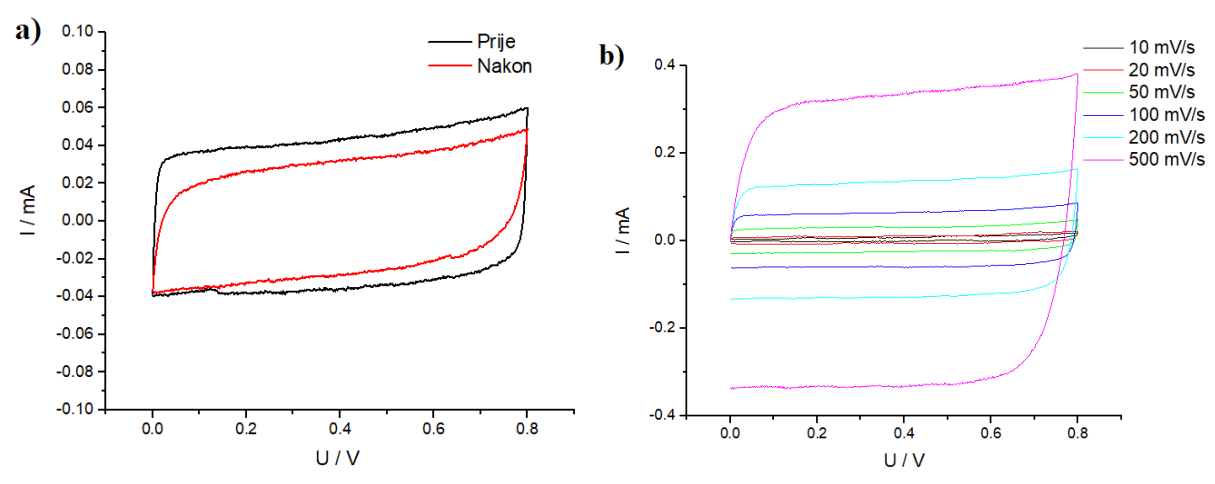 a)
Prije
Nakon
0.10
0.08
0.06
0.04
0.02
0.00
-0.02
-0.04
-0.06
-0.08
-0.10
I / mA
0.0
0.2
0.4
0.6
0.8
U / V
b)
10 mV/s
20 mV/s
50 mV/s
100 mV/s
200 mV/s
500 mV/s
0.4
0.2
0.0
-0.2
-0.4
I / mA
0.0
0.2
0.4
0.6
0.8
U / V